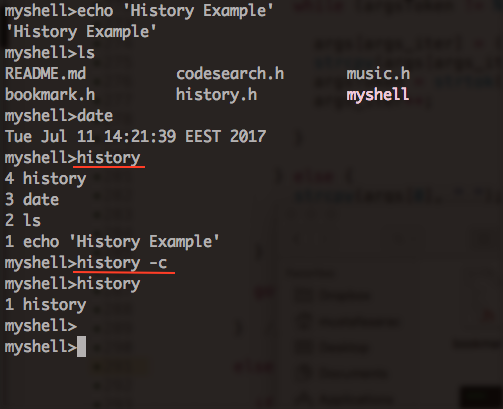 myshell>echo 'History Example'
'History Example'
myshell>ls
README.md codesearch.h music.h
bookmark.h history.h myshell
myshell>date
Tue Jul 11 14:21:39 EEST 2017
myshell>history
4 history
3 date
2 ls
1 echo 'History Example'
myshell>history -c
myshell>history
1 history
myshell>
myshell>